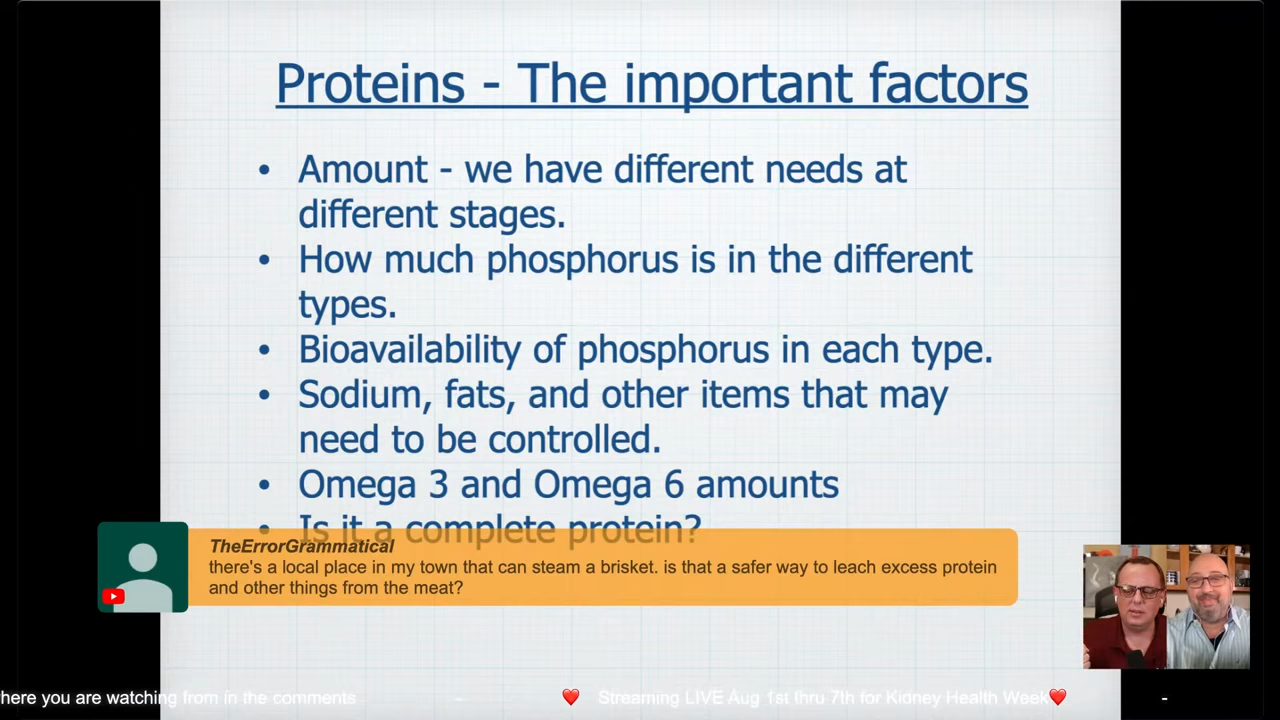 Proteins - The important factors
• Amount - we have different needs at
different stages.
• How much phosphorus is in the different
types.
• Bioavailability of phosphorus in each type.
• Sodium, fats, and other items that may
need to be controlled.
• Omega 3 and Omega 6 amounts
• Is it a complete protein?
TheErrorGrammatical
there's a local place in my town that can steam a brisket. is that a safer way to leach excess protein
and other things from the meat?
here you are watching from in the comments - ❤️ Streaming LIVE Aug 1st thru 7th for Kidney Health Week❤️ -